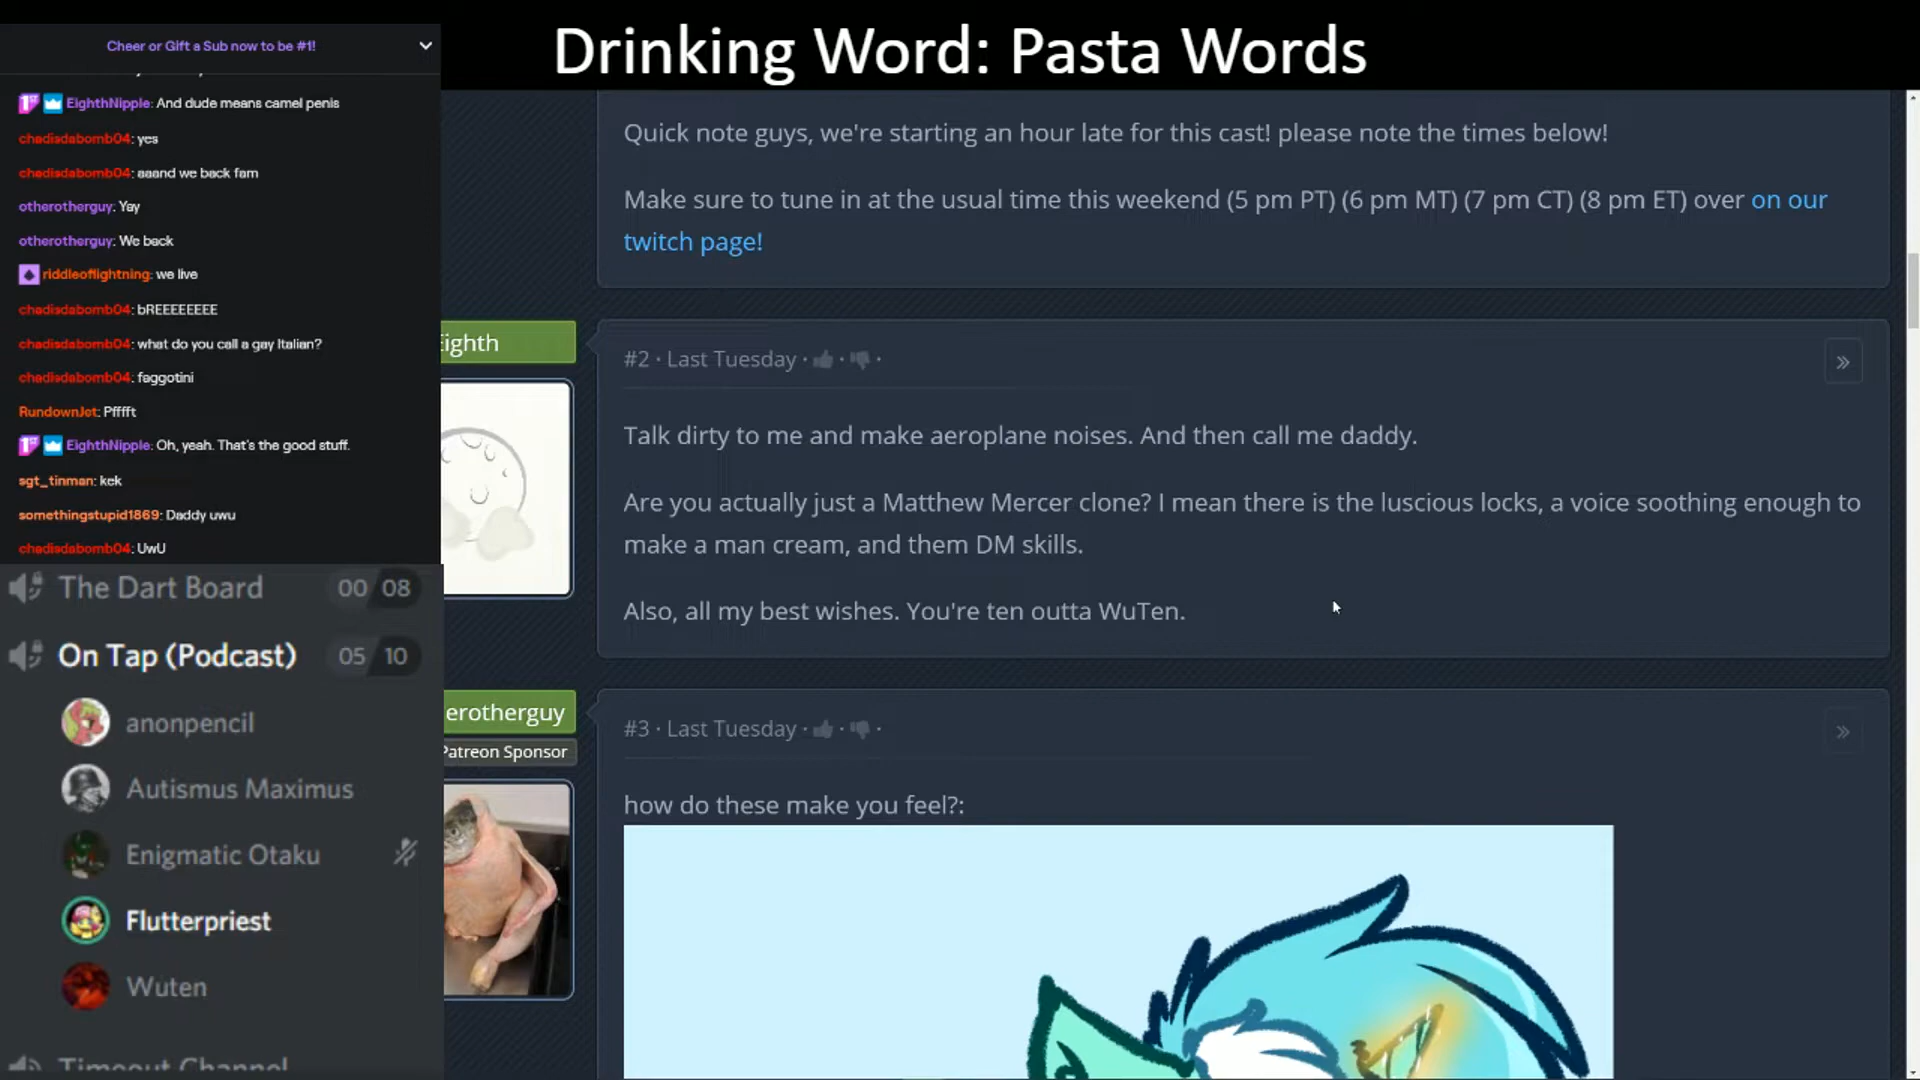 Drinking Word: Pasta Words
Cheer or Gift a Sub now to be #1!
EighthNipple: And dude means camel penis
chadisdabomb04: yes
chadisdabomb04: aaand we back fam
otherotherguy: Yay
otherotherguy: We back
riddleoflightning: we live
chadisdabomb04: bREEEEEEEE
chadisdabomb04: what do you call a gay Italian?
chadisdabomb04: faggotini
RundownJet: Pfffft
EighthNipple: Oh, yeah. That's the good stuff.
sgt_tinman: kek
somethingstupid1869: Daddy uwu
chadisdabomb04: UwU
The Dart Board 00 08
On Tap (Podcast) 05 10
anonpencil
Autismus Maximus
Enigmatic Otaku
Flutterpriest
Wuten
Timeout Channel
Quick note guys, we're starting an hour late for this cast! please note the times below!
Make sure to tune in at the usual time this weekend (5 pm PT) (6 pm MT) (7 pm CT) (8 pm ET) over on our
twitch page!
Eighth
#2 · Last Tuesday · ·
»
Talk dirty to me and make aeroplane noises. And then call me daddy.
Are you actually just a Matthew Mercer clone? I mean there is the luscious locks, a voice soothing enough to
make a man cream, and them DM skills.
Also, all my best wishes. You're ten outta WuTen.
erotherguy
Patreon Sponsor
#3 · Last Tuesday · ·
»
how do these make you feel?: